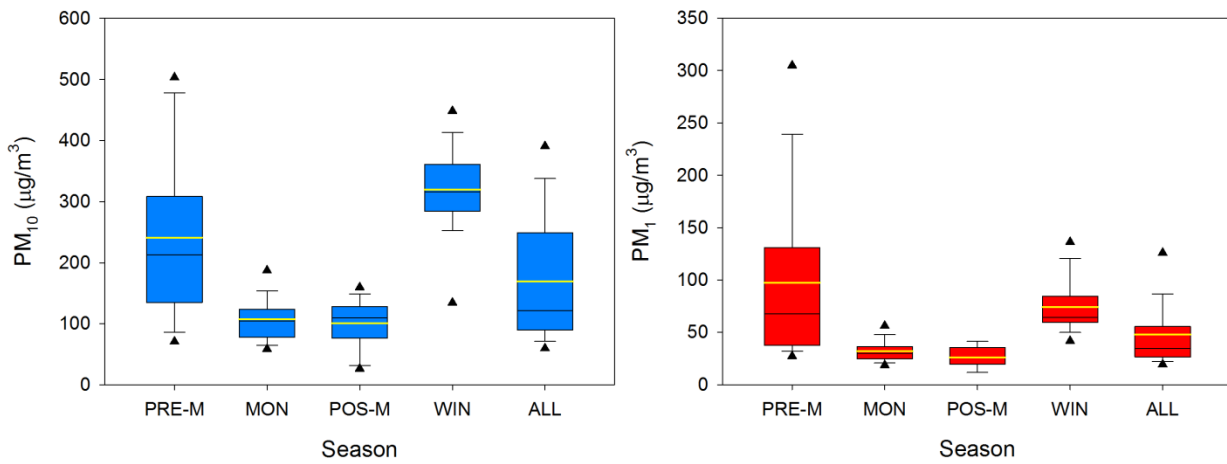 600
500
400
300
200
100
0
PM10 (μg/m3)
PRE-M MON POS-M WIN ALL
Season
350
300
250
200
150
100
50
0
PM1 (μg/m3)
PRE-M MON POS-M WIN ALL
Season